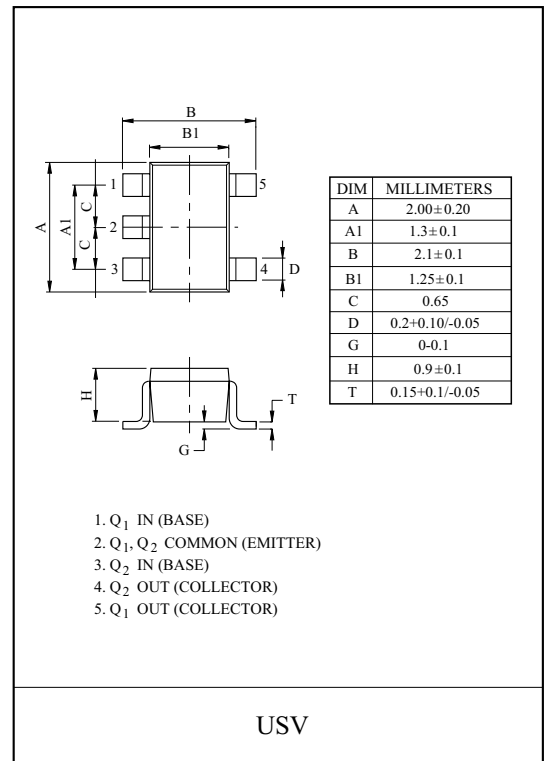 B
B1
1
5
C
A1
A
2
C
3
4
D
DIM MILLIMETERS
A 2.00±0.20
A1 1.3±0.1
B 2.1±0.1
B1 1.25±0.1
C 0.65
D 0.2+0.10/-0.05
G 0-0.1
H 0.9±0.1
T 0.15+0.1/-0.05
H
T
G
1. Q1 IN (BASE)
2. Q1, Q2 COMMON (EMITTER)
3. Q2 IN (BASE)
4. Q2 OUT (COLLECTOR)
5. Q1 OUT (COLLECTOR)
USV